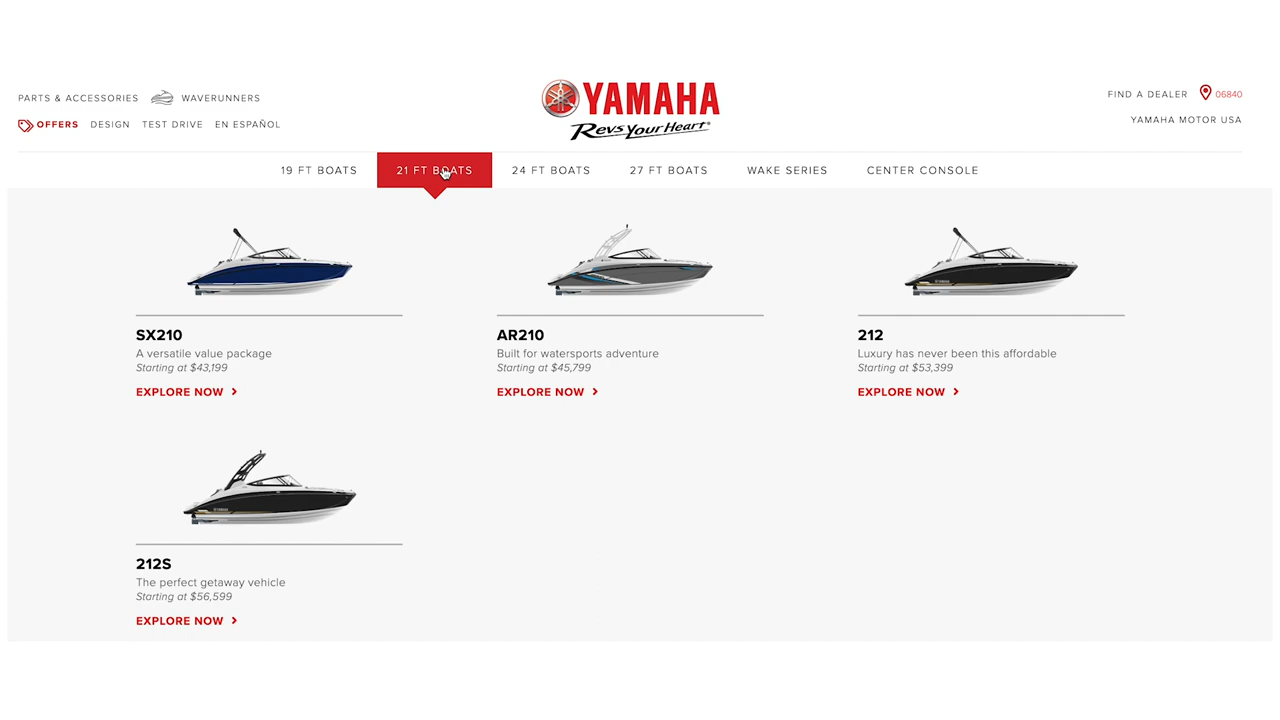 PARTS & ACCESSORIES WAVERUNNERS
OFFERS DESIGN TEST DRIVE EN ESPAÑOL
YAMAHA
Revs Your Heart
FIND A DEALER 06840
YAMAHA MOTOR USA
19 FT BOATS 21 FT BOATS 24 FT BOATS 27 FT BOATS WAKE SERIES CENTER CONSOLE
SX210
A versatile value package
Starting at $43,199
EXPLORE NOW >
AR210
Built for watersports adventure
Starting at $45,799
EXPLORE NOW >
212
Luxury has never been this affordable
Starting at $53,399
EXPLORE NOW >
212S
The perfect getaway vehicle
Starting at $56,599
EXPLORE NOW >